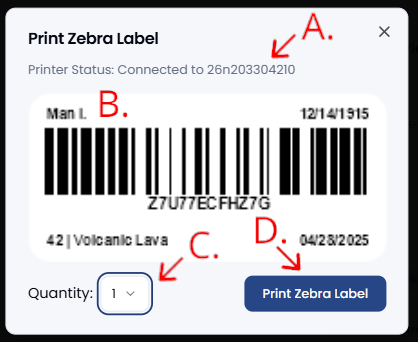 A.
Print Zebra Label
Printer Status: Connected to 26n203304210
Man I. B. 12/14/1915
Z7U77ECFHZ7G
42 | Volcanic Lava 04/28/2025
C. D.
Quantity: 1 Print Zebra Label